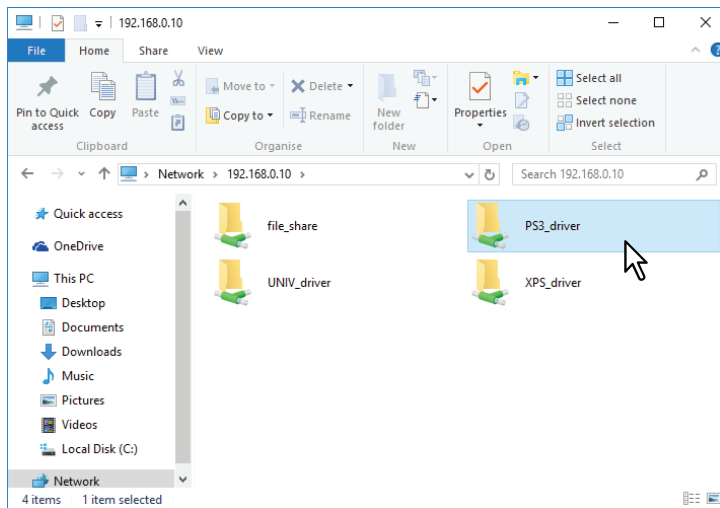 192.168.0.10
File Home Share View
Pin to Quick access
Copy
Paste
Move to
Copy to
Delete
Rename
New folder
Properties
Select all
Select none
Invert selection
Clipboard Organise New Open Select
Network > 192.168.0.10 >
Search 192.168.0.10
Quick access
OneDrive
This PC
Desktop
Documents
Downloads
Music
Pictures
Videos
Local Disk (C:)
Network
file_share
PS3_driver
UNIV_driver
XPS_driver
4 items 1 item selected